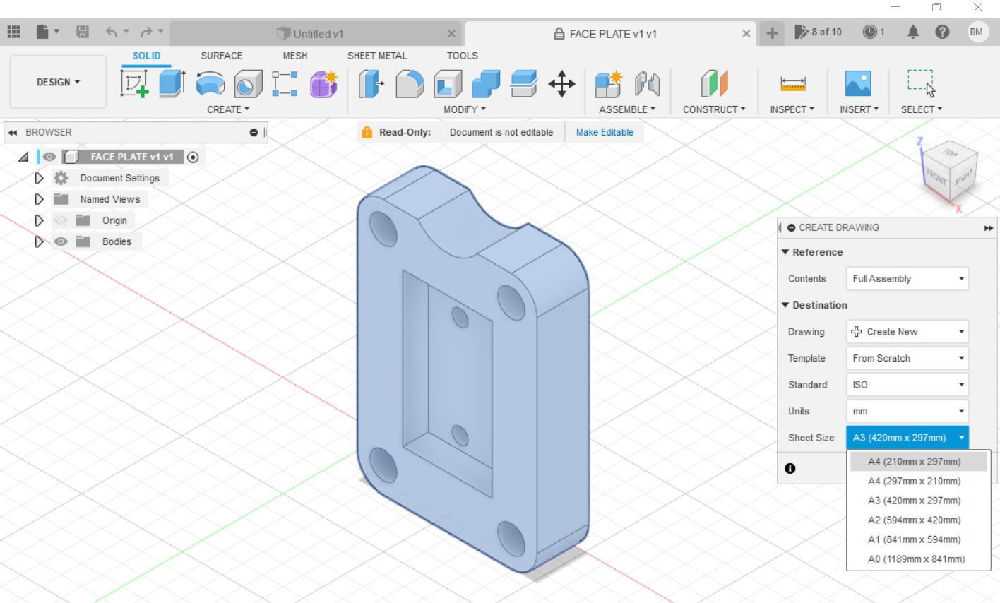 Untitled v1
FACE PLATE v1 v1
8 of 10
1
BM
SOLID
SURFACE
MESH
SHEET METAL
TOOLS
DESIGN
CREATE
MODIFY
ASSEMBLE
CONSTRUCT
INSPECT
INSERT
SELECT
BROWSER
Read-Only:
Document is not editable
Make Editable
FACE PLATE v1 v1
Document Settings
Named Views
Origin
Bodies
Z
TOP
FRONT
RIGHT
X
CREATE DRAWING
Reference
Contents
Full Assembly
Destination
Drawing
Create New
Template
From Scratch
Standard
ISO
Units
mm
Sheet Size
A3 (420mm x 297mm)
A4 (210mm x 297mm)
A4 (297mm x 210mm)
A3 (420mm x 297mm)
A2 (594mm x 420mm)
A1 (841mm x 594mm)
A0 (1189mm x 841mm)